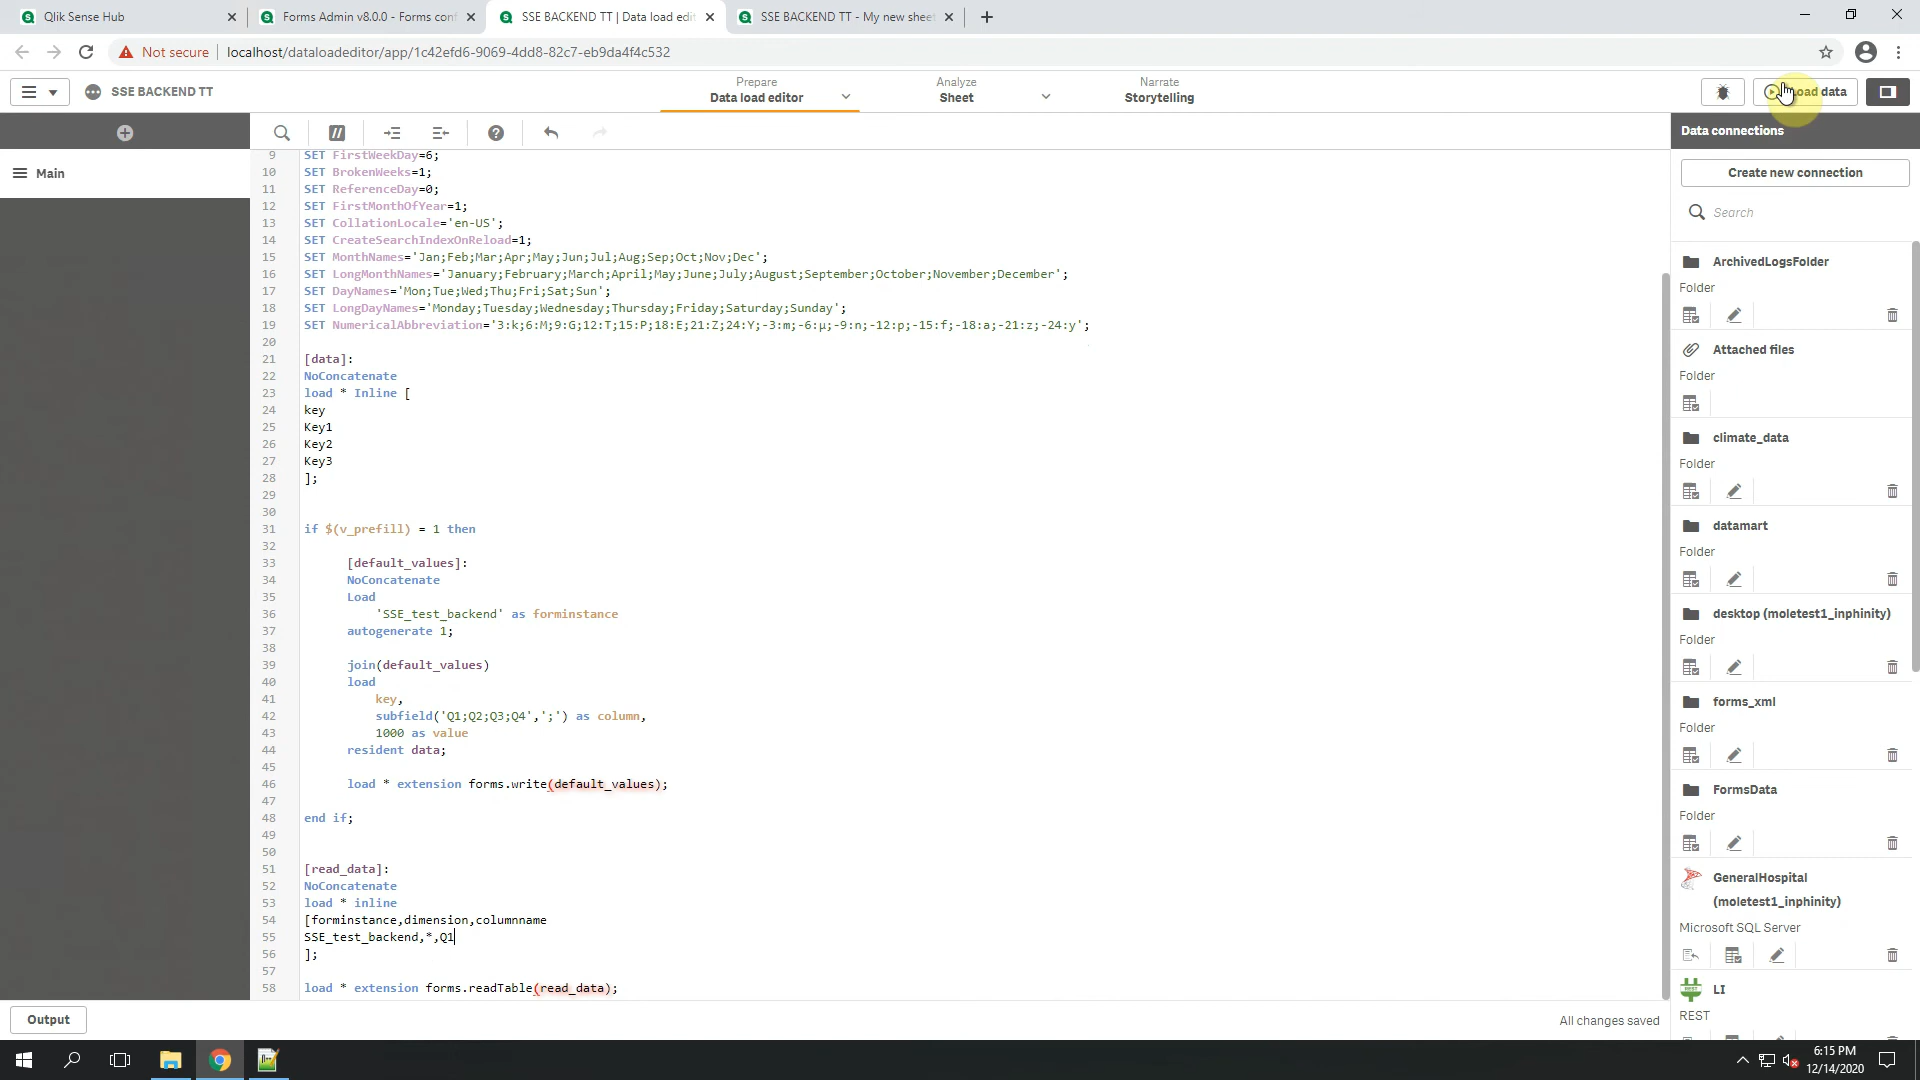 Qlik Sense Hub
Forms Admin v8.0.0 - Forms conf
SSE BACKEND TT | Data load edit
SSE BACKEND TT - My new sheet
Not secure
localhost/dataloadeditor/app/1c42efd6-9069-4dd8-82c7-eb9da4f4c532
SSE BACKEND TT
Prepare
Data load editor
Analyze
Sheet
Narrate
Storytelling
Load data
Main
9 SET FirstWeekDay=6;
10 SET BrokenWeeks=1;
11 SET ReferenceDay=0;
12 SET FirstMonthOfYear=1;
13 SET CollationLocale='en-US';
14 SET CreateSearchIndexOnReload=1;
15 SET MonthNames='Jan;Feb;Mar;Apr;May;Jun;Jul;Aug;Sep;Oct;Nov;Dec';
16 SET LongMonthNames='January;February;March;April;May;June;July;August;September;October;November;December';
17 SET DayNames='Mon;Tue;Wed;Thu;Fri;Sat;Sun';
18 SET LongDayNames='Monday;Tuesday;Wednesday;Thursday;Friday;Saturday;Sunday';
19 SET NumericalAbbreviation='3:k;6:M;9:G;12:T;15:P;18:E;21:Z;24:Y;-3:m;-6:μ;-9:n;-12:p;-15:f;-18:a;-21:z;-24:y';
20
21 [data]:
22 NoConcatenate
23 load * Inline [
24 key
25 Key1
26 Key2
27 Key3
28 ];
29
30
31 if $(v_prefill) = 1 then
32
33 [default_values]:
34 NoConcatenate
35 Load
36 'SSE_test_backend' as forminstance
37 autogenerate 1;
38
39 join(default_values)
40 load
41 key,
42 subfield('Q1;Q2;Q3;Q4',';') as column,
43 1000 as value
44 resident data;
45
46 load * extension forms.write(default_values);
47
48 end if;
49
50
51 [read_data]:
52 NoConcatenate
53 load * inline
54 [forminstance,dimension,columnname
55 SSE_test_backend,*,Q1
56 ];
57
58 load * extension forms.readTable(read_data);
Output
All changes saved
Data connections
Create new connection
Search
ArchivedLogsFolder
Folder
Attached files
Folder
climate_data
Folder
datamart
Folder
desktop (moletest1_inphinity)
Folder
forms_xml
Folder
FormsData
Folder
GeneralHospital
(moletest1_inphinity)
Microsoft SQL Server
REST
LI
REST
6:15 PM
12/14/2020